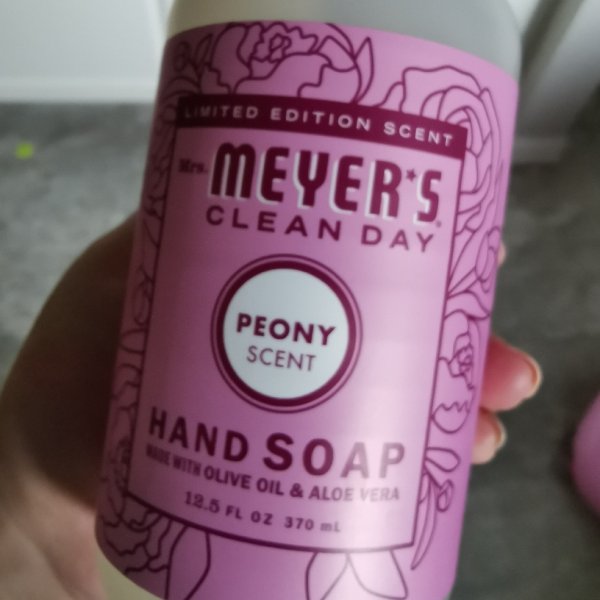 LIMITED EDITION SCENT
Mrs. MEYER'S
CLEAN DAY
PEONY
SCENT
HAND SOAP
MADE WITH OLIVE OIL & ALOE VERA
12.5 FL OZ 370 mL